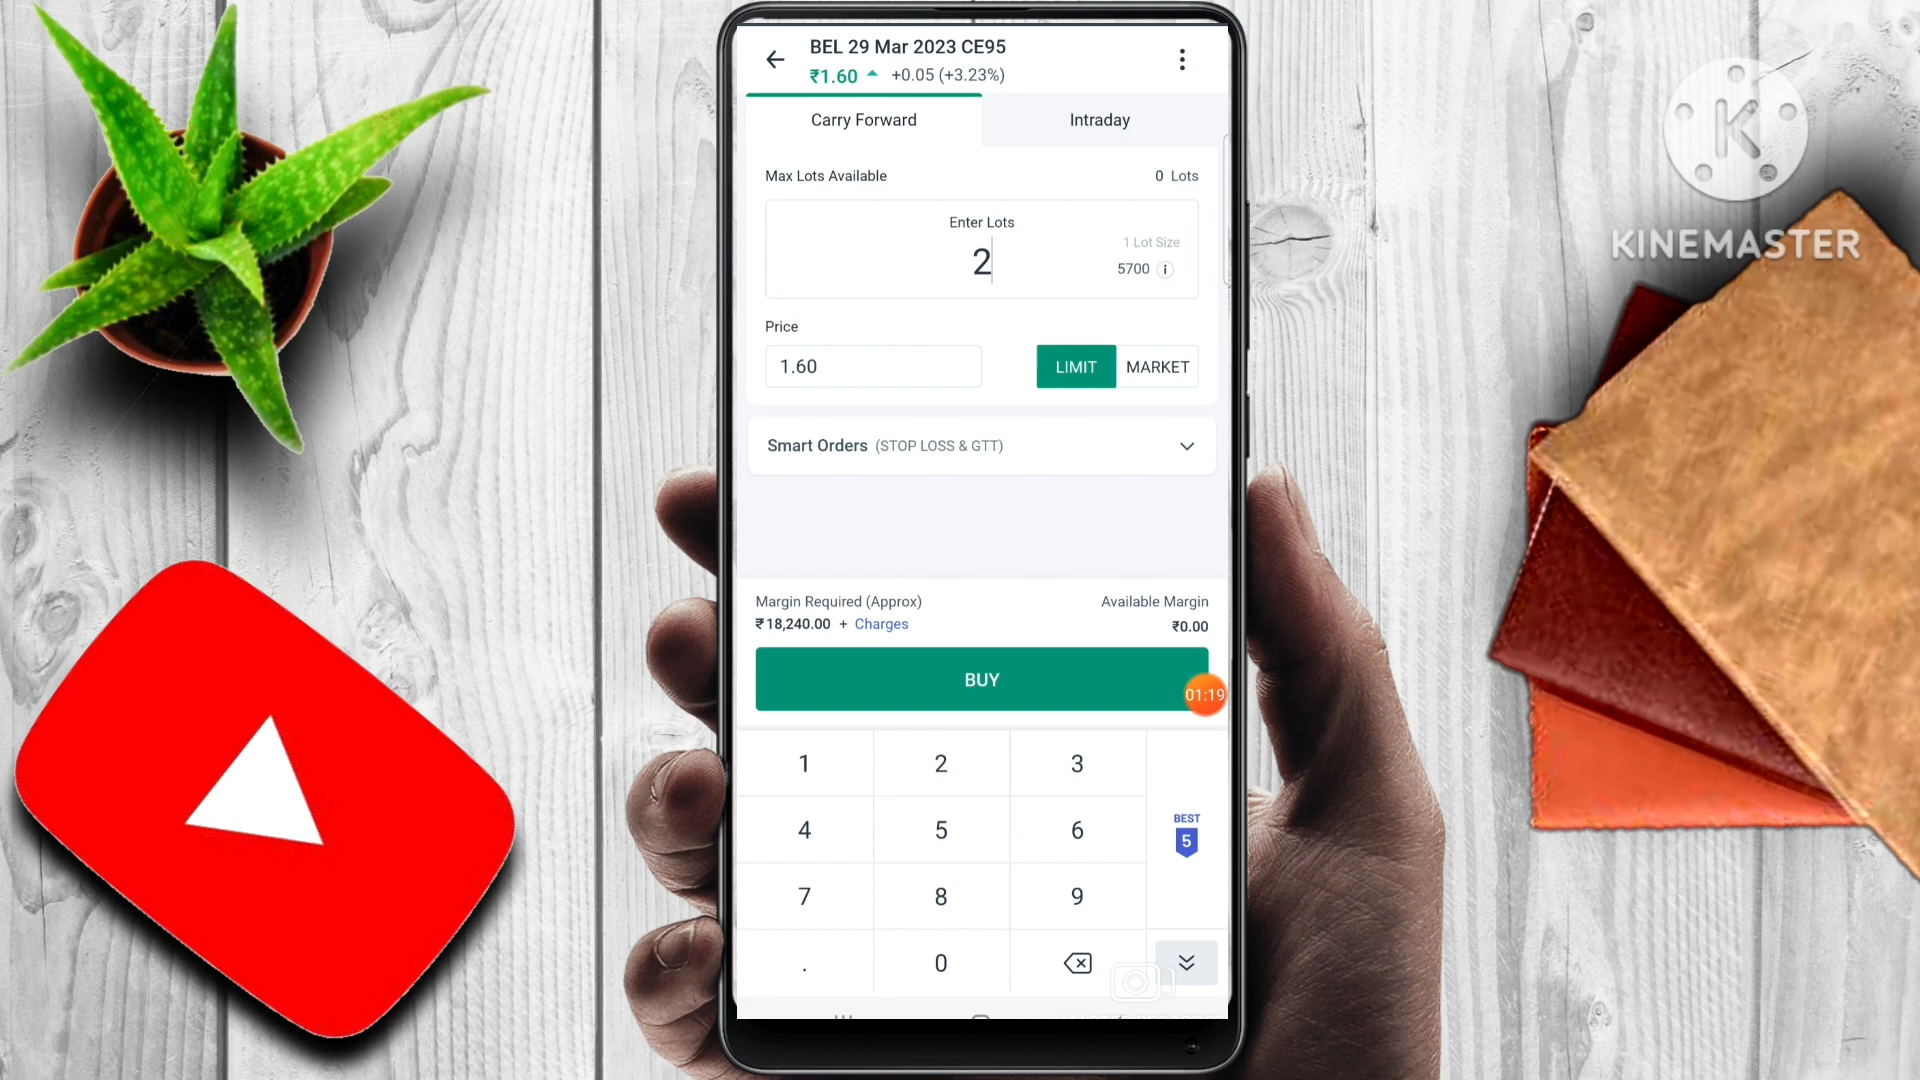 BEL 29 Mar 2023 CE95
₹1.60 +0.05 (+3.23%)
Carry Forward Intraday
Max Lots Available 0 Lots
Enter Lots
2
1 Lot Size
5700
Price
1.60 LIMIT MARKET
Smart Orders (STOP LOSS & GTT)
Margin Required (Approx) Available Margin
₹18,240.00 + Charges ₹0.00
BUY
01:19
1 2 3
4 5 6
BEST
5
7 8 9
. 0
K
KINEMASTER